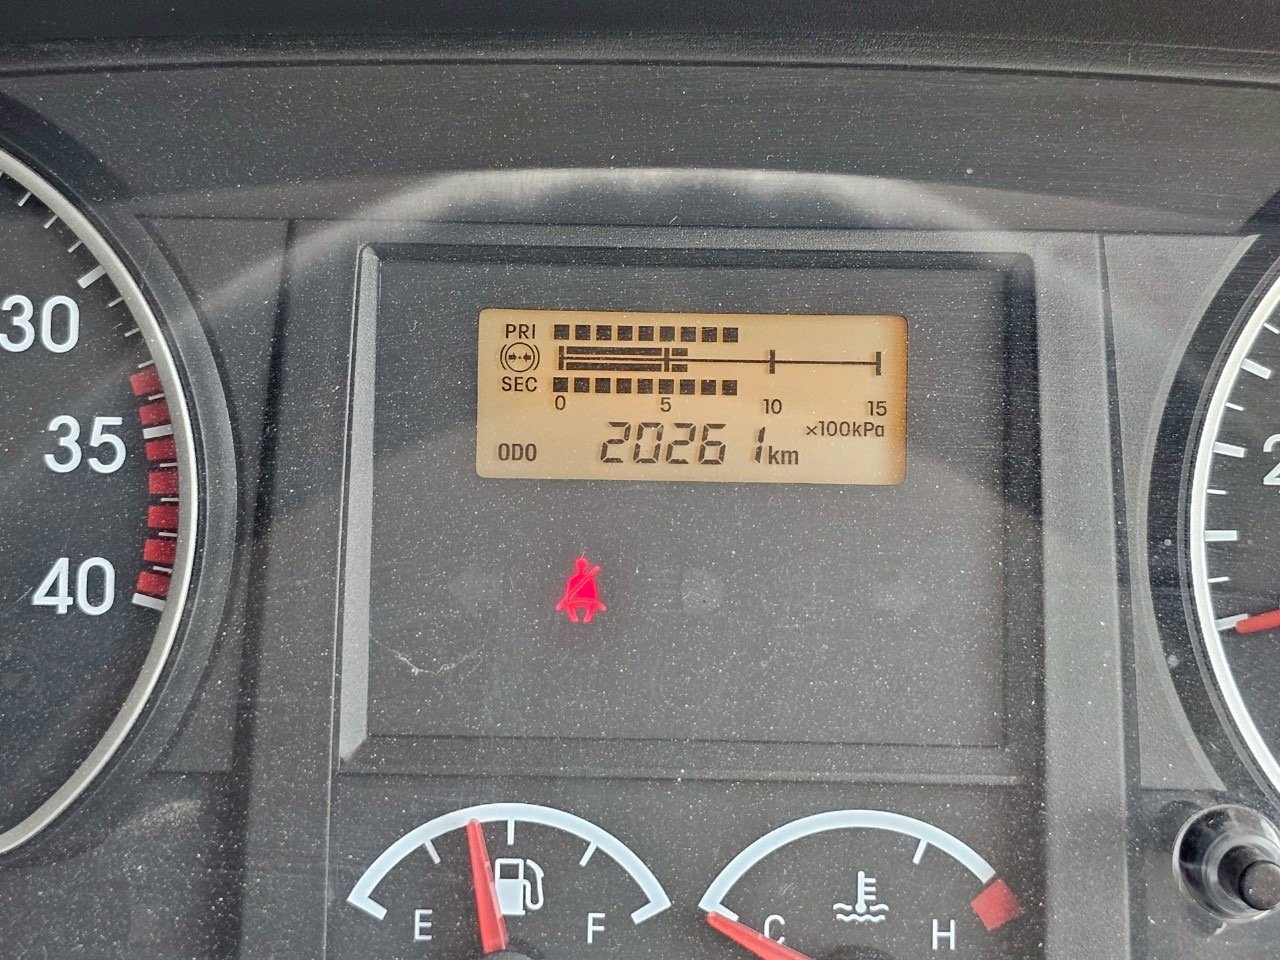 PRI
SEC
0 5 10 15
×100kPa
ODO 20261km
30
35
40
E F
C H